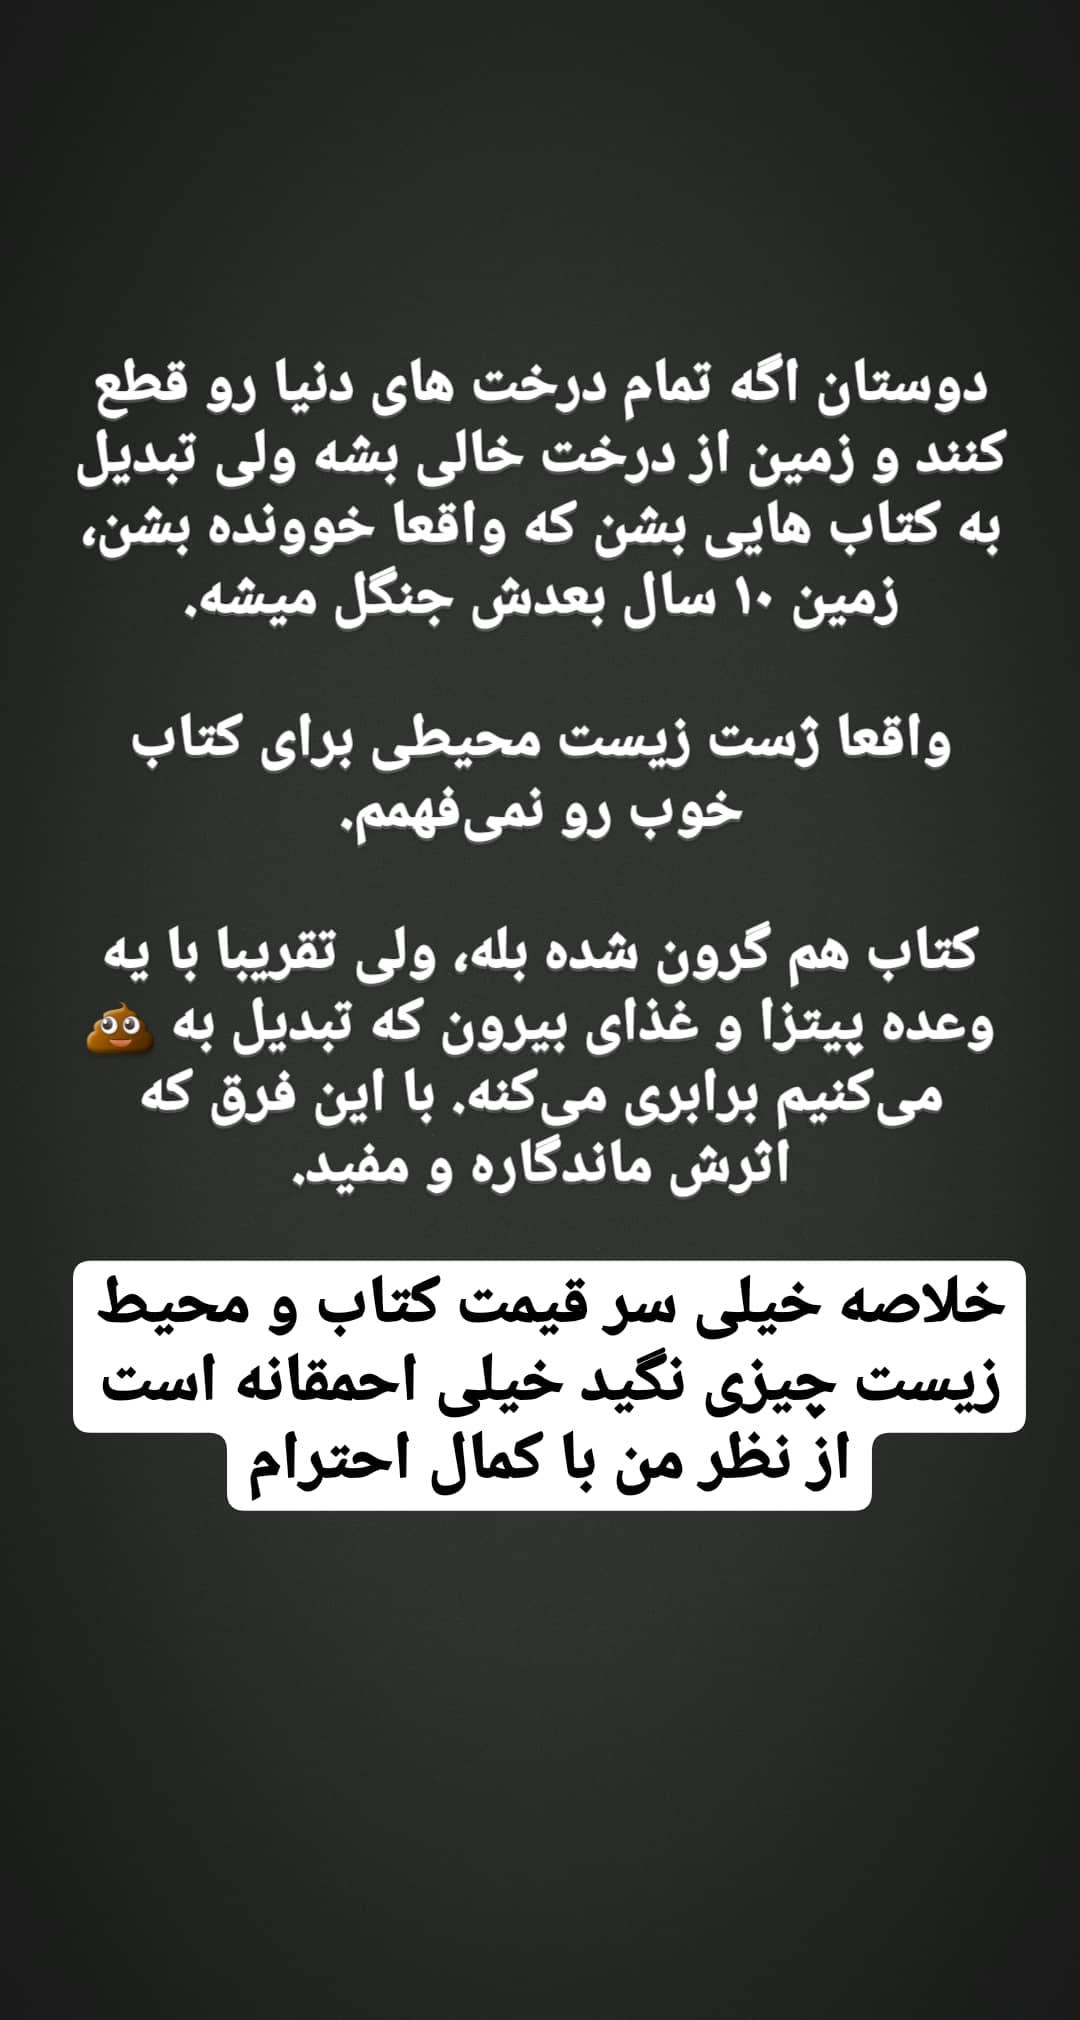 دوستان اگه تمام درخت های دنیا رو قطع
کنند و زمین از درخت خالی بشه ولی تبدیل
به کتاب هایی بشن که واقعا خوونده بشن،
زمین ۱۰ سال بعدش جنگل میشه.
واقعا ژست زیست محیطی برای کتاب
خوب رو نمی‌فهمم.
کتاب هم گرون شده بله، ولی تقریبا با یه
وعده پیتزا و غذای بیرون که تبدیل به 💩
می‌کنیم برابری می‌کنه. با این فرق که
اثرش ماندگاره و مفید.
خلاصه خیلی سر قیمت کتاب و محیط
زیست چیزی نگید خیلی احمقانه است
از نظر من با کمال احترام